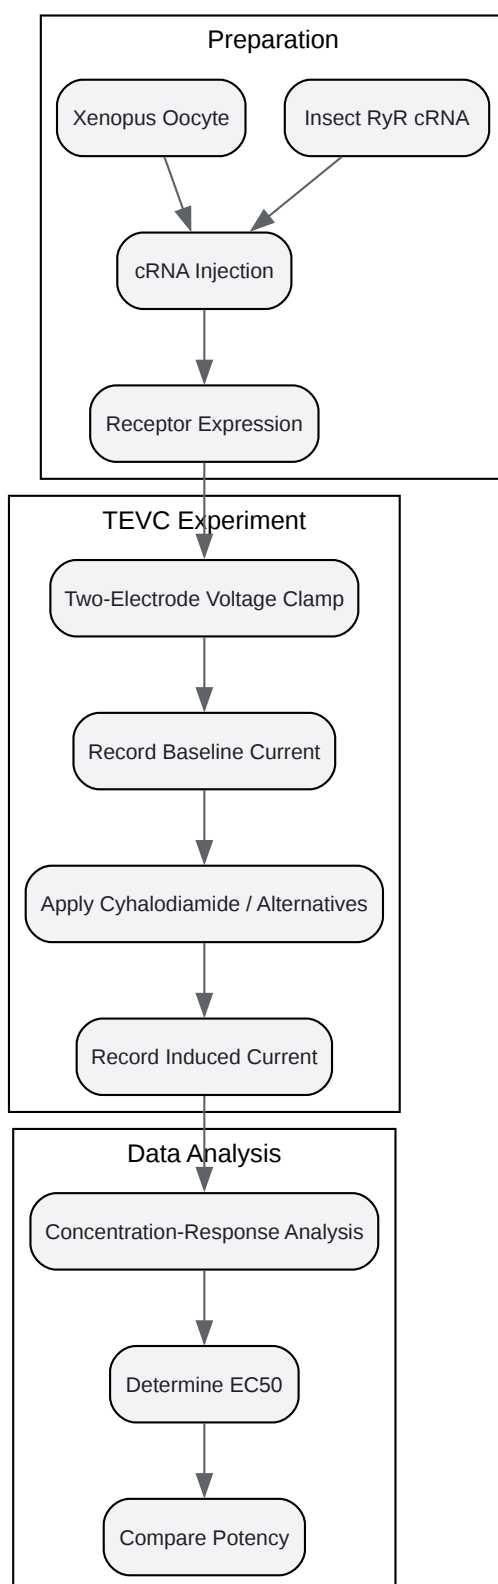 Preparation
Xenopus Oocyte
Insect RyR cRNA
cRNA Injection
Receptor Expression
TEVC Experiment
Two-Electrode Voltage Clamp
Record Baseline Current
Apply Cyhalodiamide / Alternatives
Record Induced Current
Data Analysis
Concentration-Response Analysis
Determine EC50
Compare Potency